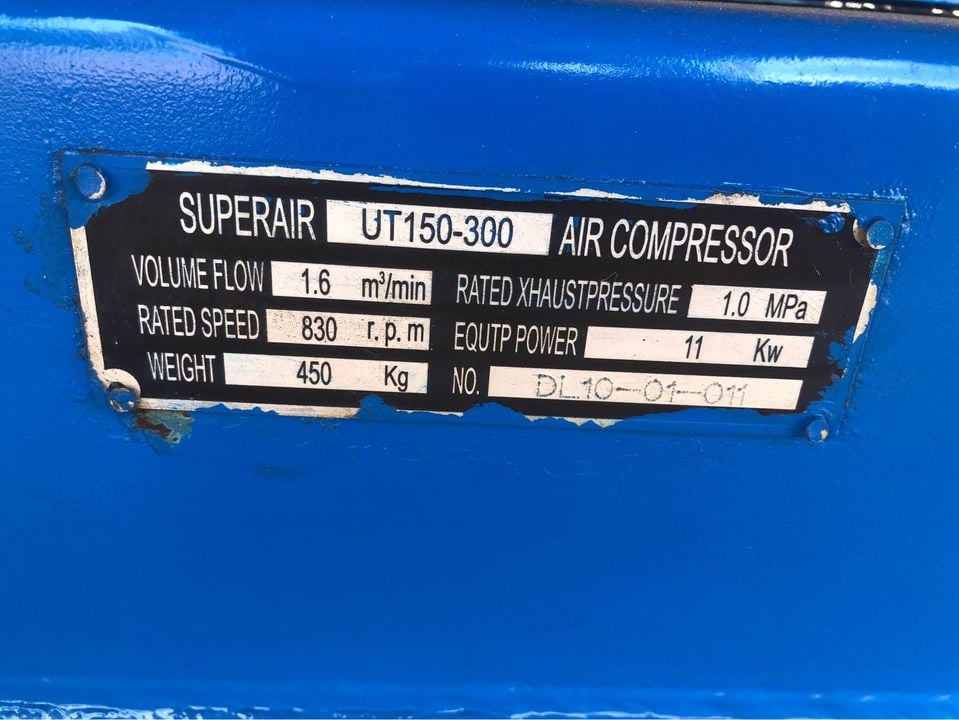 SUPERAIR UT150-300 AIR COMPRESSOR
VOLUME FLOW 1.6 m³/min RATED XHAUSTPRESSURE 1.0 MPa
RATED SPEED 830 r.p.m EQUTP POWER 11 Kw
WEIGHT 450 Kg NO. DL10-01-011